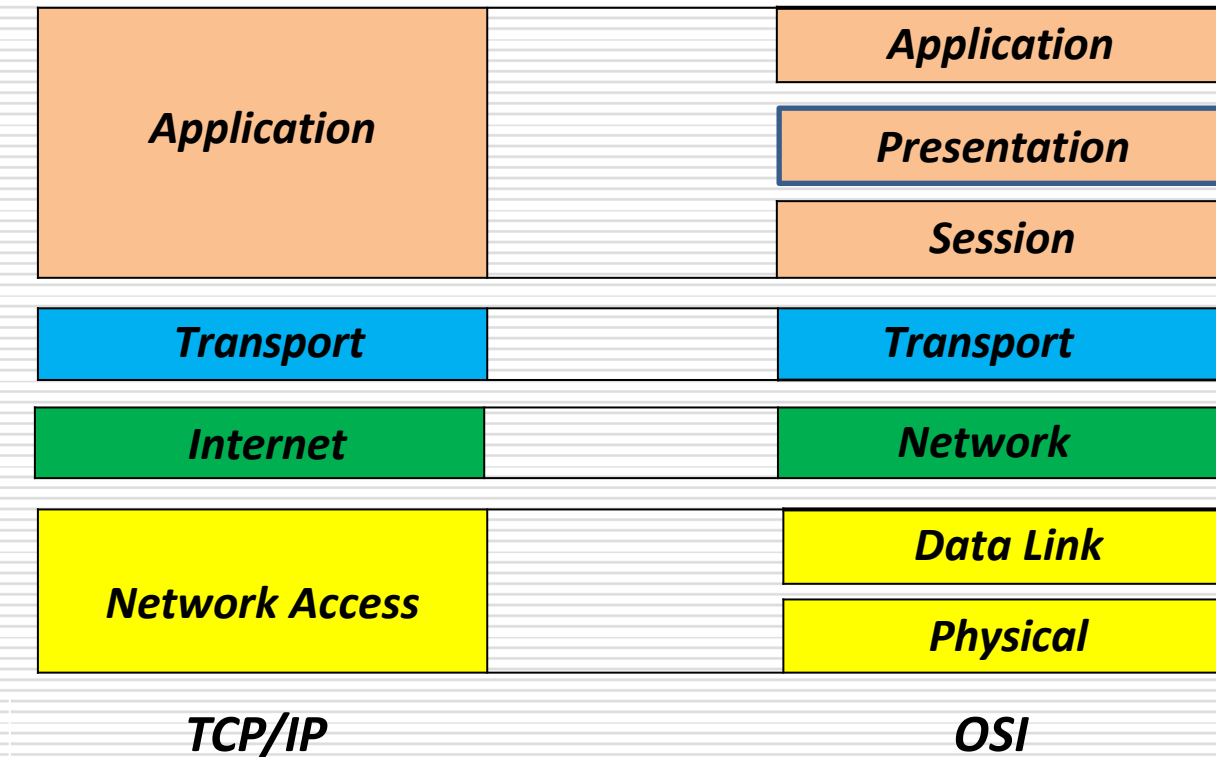 Application
Application
Presentation
Session
Transport
Transport
Internet
Network
Network Access
Data Link
Physical
TCP/IP
OSI